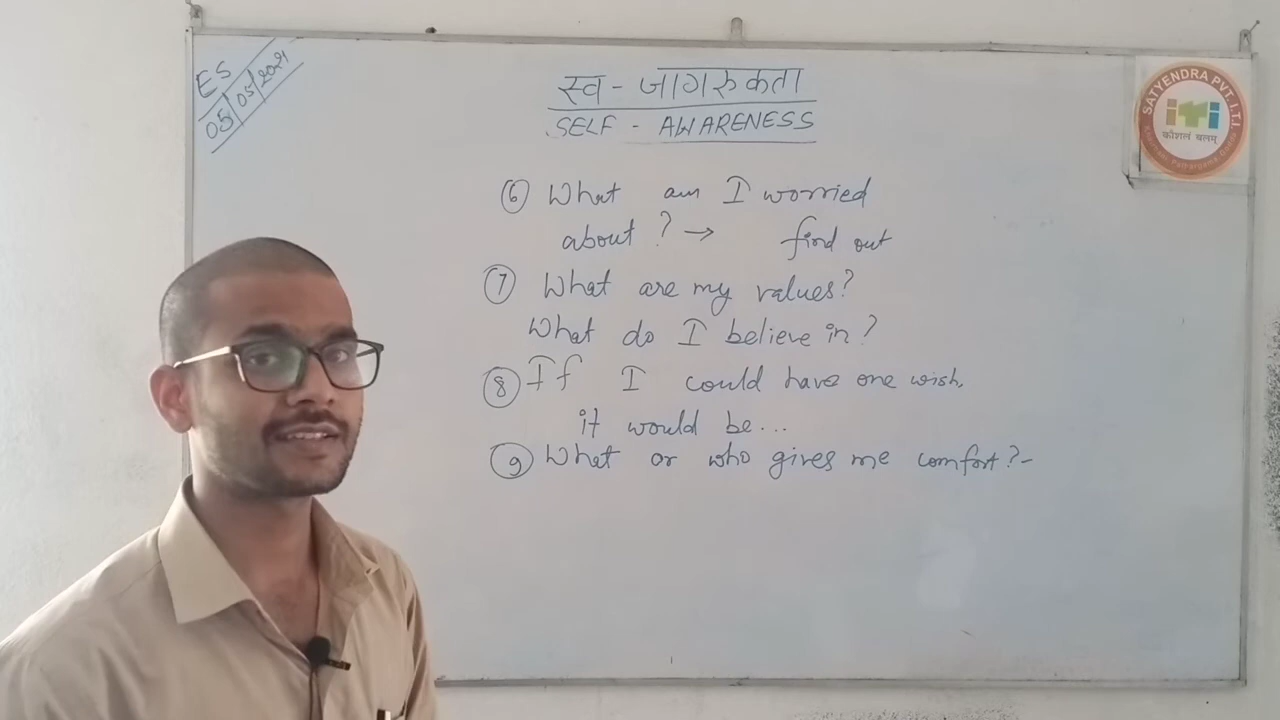 ES
05/05/2021
स्व - जागरुकता
SELF - AWARENESS
SATYENDRA PVT. I.T.I.
iTi
कौशलं बलम्
⑥ What am I worried
about ? → find out
⑦ What are my values?
What do I believe in ?
⑧ If I could have one wish,
it would be...
⑨ What or who gives me comfort? -